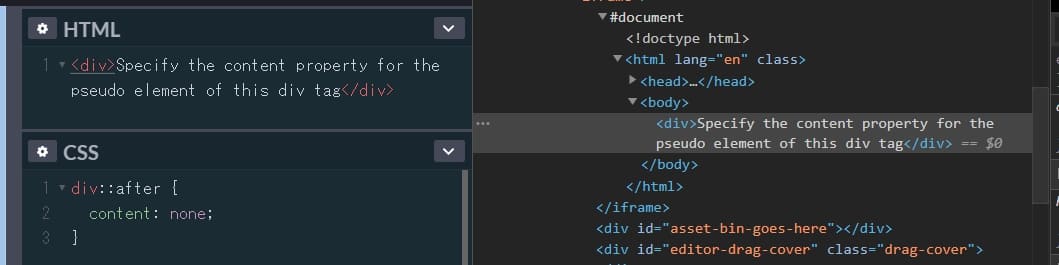 HTML
1 <div>Specify the content property for the
pseudo element of this div tag</div>
CSS
1 div::after {
2 content: none;
3 }
▼#document
<!doctype html>
▼<html lang="en" class>
▶<head>…</head>
▼<body>
<div>Specify the content property for the
pseudo element of this div tag</div> == $0
</body>
</html>
</iframe>
<div id="asset-bin-goes-here"></div>
<div id="editor-drag-cover" class="drag-cover">